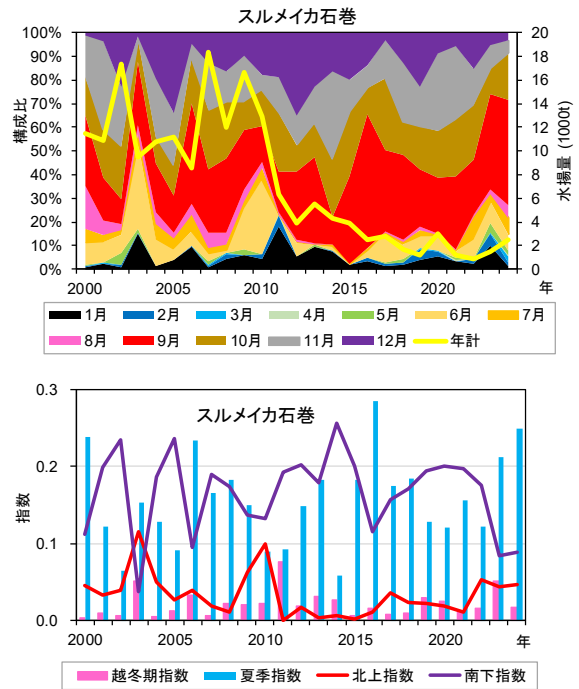 スルメイカ石巻
100%
90%
80%
70%
60%
50%
40%
30%
20%
10%
0%
構成比
20
18
16
14
12
10
8
6
4
2
0
水揚量 (1000t)
2000
2005
2010
2015
2020
年
1月
2月
3月
4月
5月
6月
7月
8月
9月
10月
11月
12月
年計
スルメイカ石巻
0.3
0.2
0.1
0.0
指数
2000
2005
2010
2015
2020
年
越冬期指数
夏季指数
北上指数
南下指数